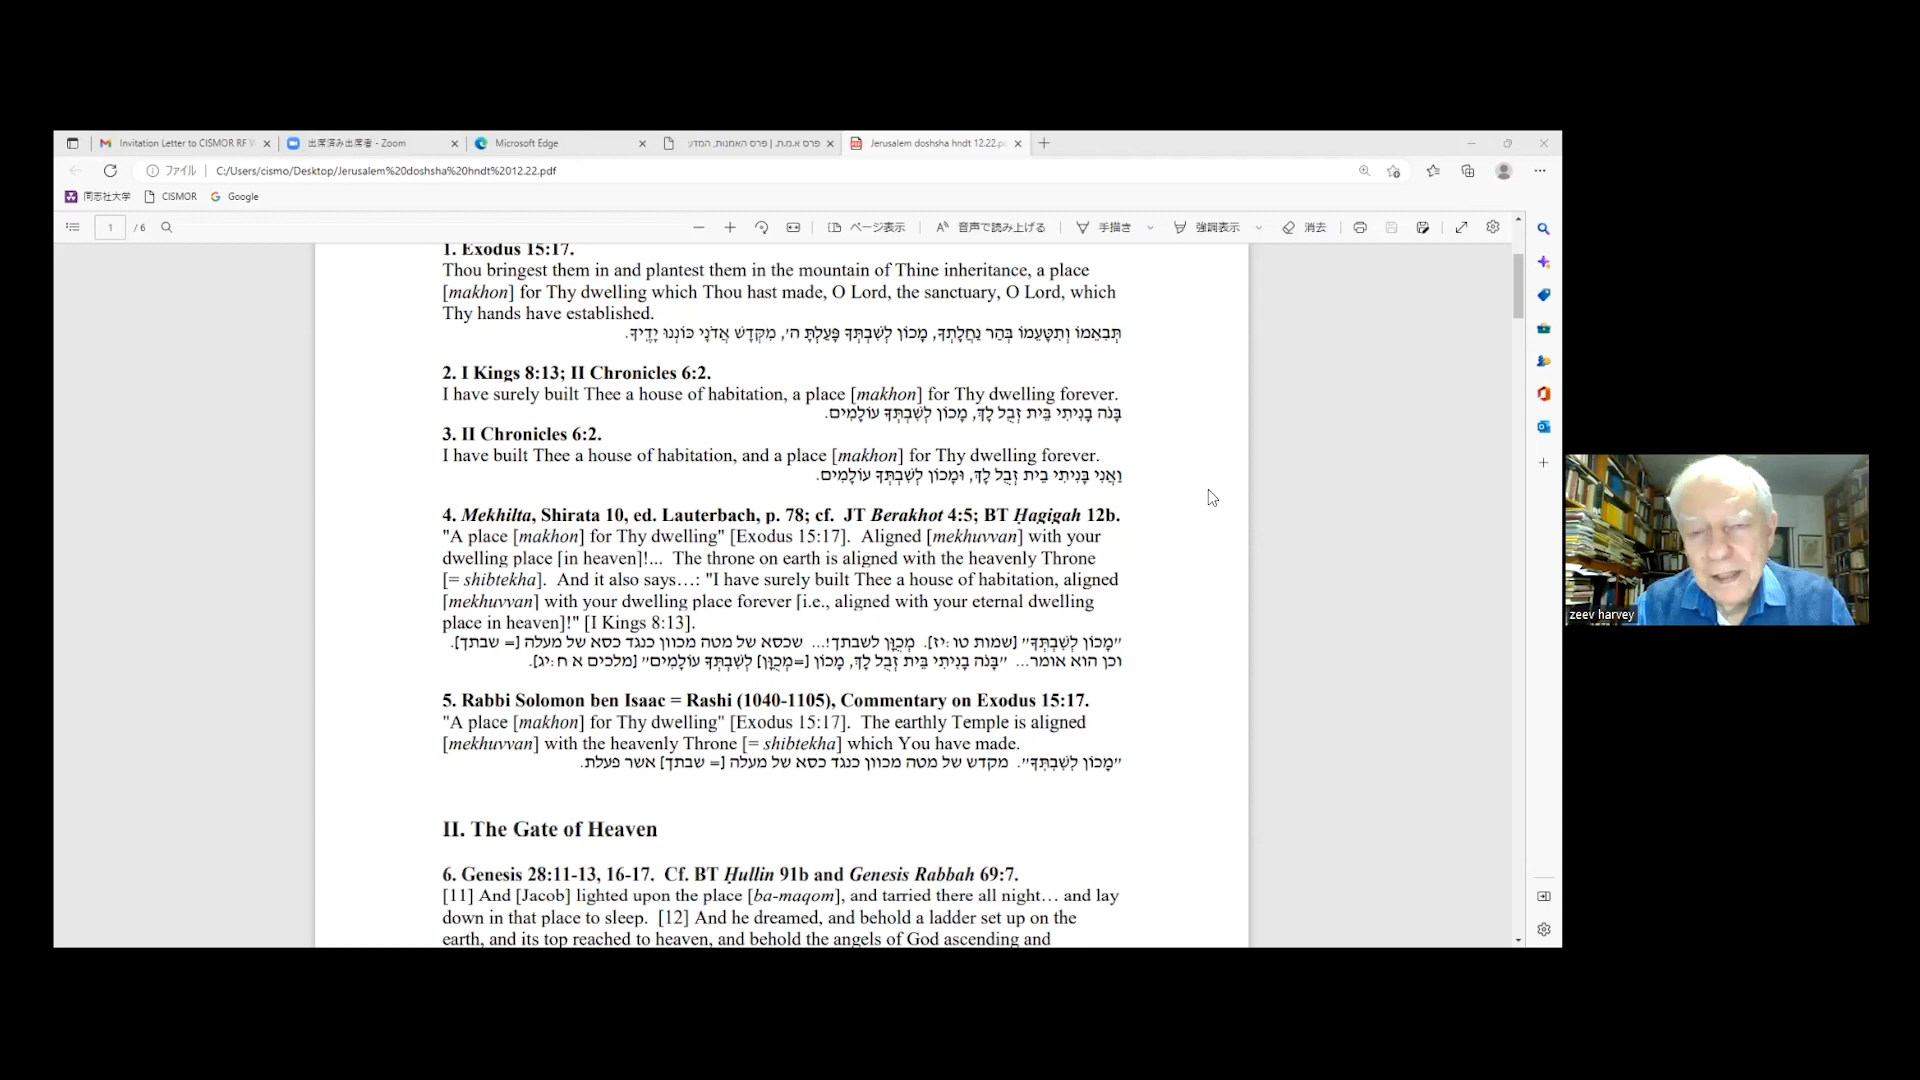 Invitation Letter to CISMOR RF
出席済み出席者 - Zoom
Microsoft Edge
פרס א.מ.ת. | פרס האמנות, המדע
Jerusalem doshsha hndt 12.22.p
ファイル
C:/Users/cismo/Desktop/Jerusalem%20doshsha%20hndt%2012.22.pdf
同志社大学
CISMOR
Google
1 / 6
ページ表示
音声で読み上げる
手描き
強調表示
消去
1. Exodus 15:17.
Thou bringest them in and plantest them in the mountain of Thine inheritance, a place
[makhon] for Thy dwelling which Thou hast made, O Lord, the sanctuary, O Lord, which
Thy hands have established.
תְּבִאֵמוֹ וְתִטָּעֵמוֹ בְּהַר נַחֲלָתְךָ, מָכוֹן לְשִׁבְתְּךָ פָּעַלְתָּ ה׳, מִקְּדָשׁ אֲדֹנָי כּוֹנְנוּ יָדֶיךָ.
2. I Kings 8:13; II Chronicles 6:2.
I have surely built Thee a house of habitation, a place [makhon] for Thy dwelling forever.
בָּנֹה בָנִיתִי בֵּית זְבֻל לָךְ, מָכוֹן לְשִׁבְתְּךָ עוֹלָמִים.
3. II Chronicles 6:2.
I have built Thee a house of habitation, and a place [makhon] for Thy dwelling forever.
וַאֲנִי בָּנִיתִי בֵית זְבֻל לָךְ, וּמָכוֹן לְשִׁבְתְּךָ עוֹלָמִים.
4. Mekhilta, Shirata 10, ed. Lauterbach, p. 78; cf. JT Berakhot 4:5; BT Ḥagigah 12b.
"A place [makhon] for Thy dwelling" [Exodus 15:17]. Aligned [mekhuvvan] with your
dwelling place [in heaven]!... The throne on earth is aligned with the heavenly Throne
[= shibtekha]. And it also says…: "I have surely built Thee a house of habitation, aligned
[mekhuvvan] with your dwelling place forever [i.e., aligned with your eternal dwelling
place in heaven]!" [I Kings 8:13].
״מָכוֹן לְשִׁבְתְּךָ״ [שמות טו :יז]. מְכֻוָּן לשבתך!... שכסא של מטה מכוון כנגד כסא של מעלה [= שבתך].
וכן הוא אומר... ״בָּנֹה בָנִיתִי בֵּית זְבֻל לָךְ, מָכוֹן [=מְכֻוָּן] לְשִׁבְתְּךָ עוֹלָמִים״ [מלכים א ח :יג].
5. Rabbi Solomon ben Isaac = Rashi (1040-1105), Commentary on Exodus 15:17.
"A place [makhon] for Thy dwelling" [Exodus 15:17]. The earthly Temple is aligned
[mekhuvvan] with the heavenly Throne [= shibtekha] which You have made.
״מָכוֹן לְשִׁבְתְּךָ״. מקדש של מטה מכוון כנגד כסא של מעלה [= שבתך] אשר פעלת.
II. The Gate of Heaven
6. Genesis 28:11-13, 16-17. Cf. BT Ḥullin 91b and Genesis Rabbah 69:7.
[11] And [Jacob] lighted upon the place [ba-maqom], and tarried there all night… and lay
down in that place to sleep. [12] And he dreamed, and behold a ladder set up on the
earth, and its top reached to heaven, and behold the angels of God ascending and
zeev harvey